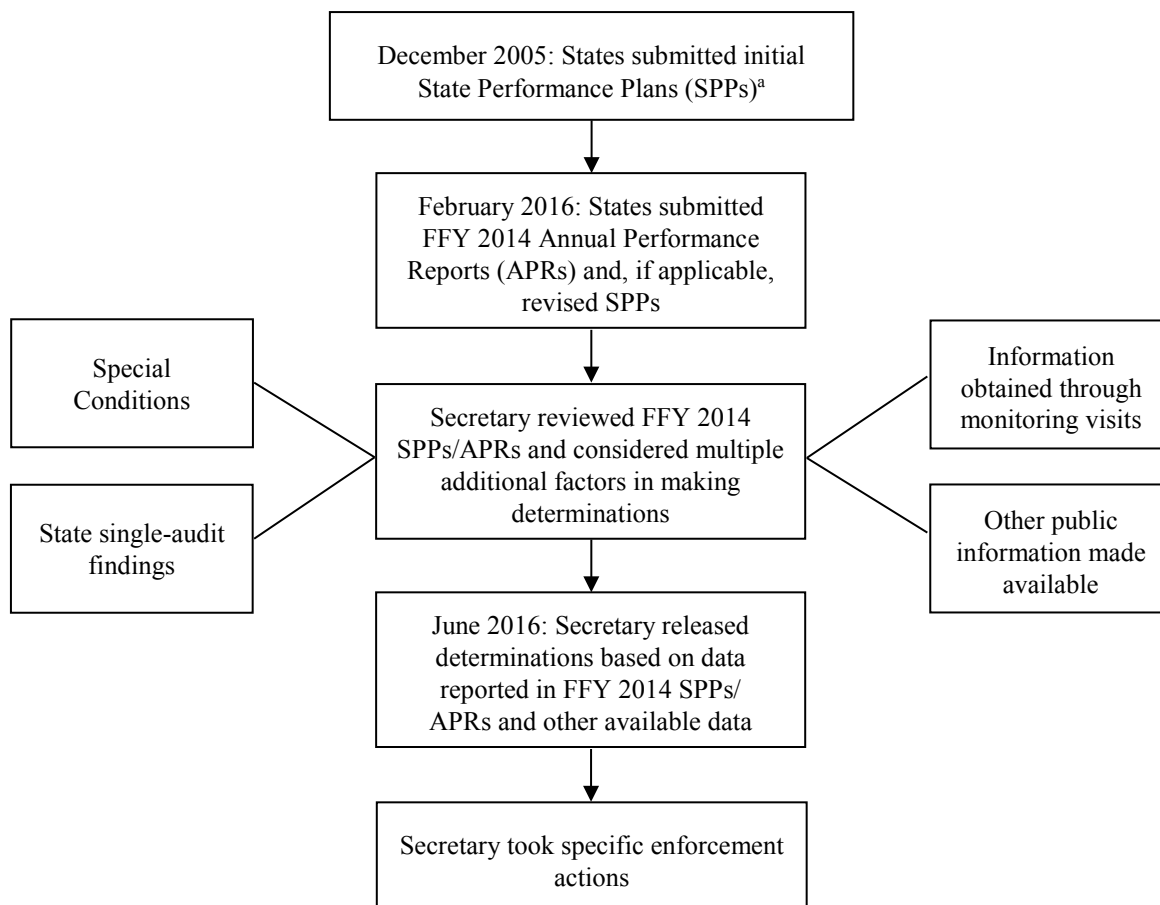 December 2005: States submitted initial
State Performance Plans (SPPs)ᵃ
February 2016: States submitted
FFY 2014 Annual Performance
Reports (APRs) and, if applicable,
revised SPPs
Special
Conditions
State single-audit
findings
Secretary reviewed FFY 2014
SPPs/APRs and considered multiple
additional factors in making
determinations
Information
obtained through
monitoring visits
Other public
information made
available
June 2016: Secretary released
determinations based on data
reported in FFY 2014 SPPs/
APRs and other available data
Secretary took specific enforcement
actions